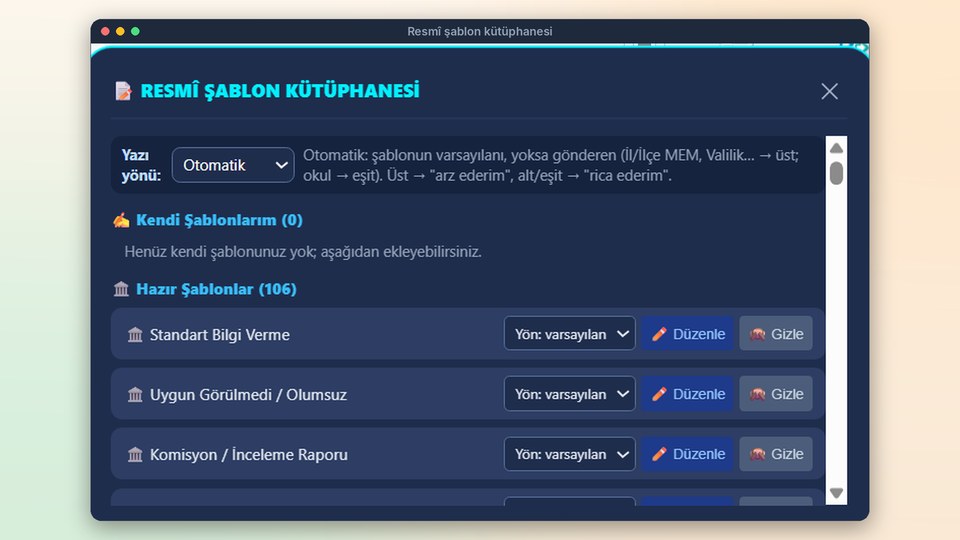 Resmî şablon kütüphanesi
RESMÎ ŞABLON KÜTÜPHANESİ
Yazı yönü:
Otomatik
Otomatik: şablonun varsayılanı, yoksa gönderen (İl/İlçe MEM, Valilik... → üst;
okul → eşit). Üst → "arz ederim", alt/eşit → "rica ederim".
Kendi Şablonlarım (0)
Henüz kendi şablonunuz yok; aşağıdan ekleyebilirsiniz.
Hazır Şablonlar (106)
Standart Bilgi Verme Yön: varsayılan Düzenle Gizle
Uygun Görülmedi / Olumsuz Yön: varsayılan Düzenle Gizle
Komisyon / İnceleme Raporu Yön: varsayılan Düzenle Gizle